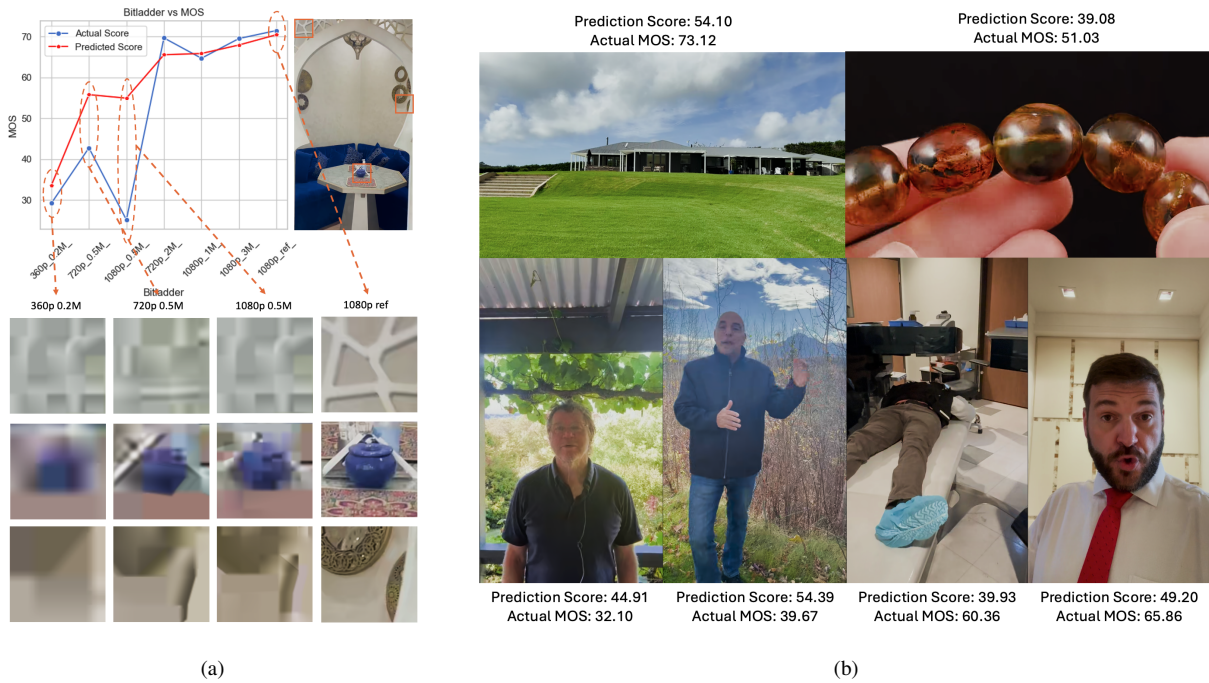 Bitladder vs MOS
Actual Score
Predicted Score
MOS
70
60
50
40
30
360p_0.2M_
720p_0.5M_
1080p_0.5M_
720p_2M_
1080p_1M_
1080p_3M_
1080p_ref_
Bitladder
360p 0.2M
720p 0.5M
1080p 0.5M
1080p ref
(a)
Prediction Score: 54.10
Actual MOS: 73.12
Prediction Score: 39.08
Actual MOS: 51.03
Prediction Score: 44.91
Actual MOS: 32.10
Prediction Score: 54.39
Actual MOS: 39.67
Prediction Score: 39.93
Actual MOS: 60.36
Prediction Score: 49.20
Actual MOS: 65.86
(b)